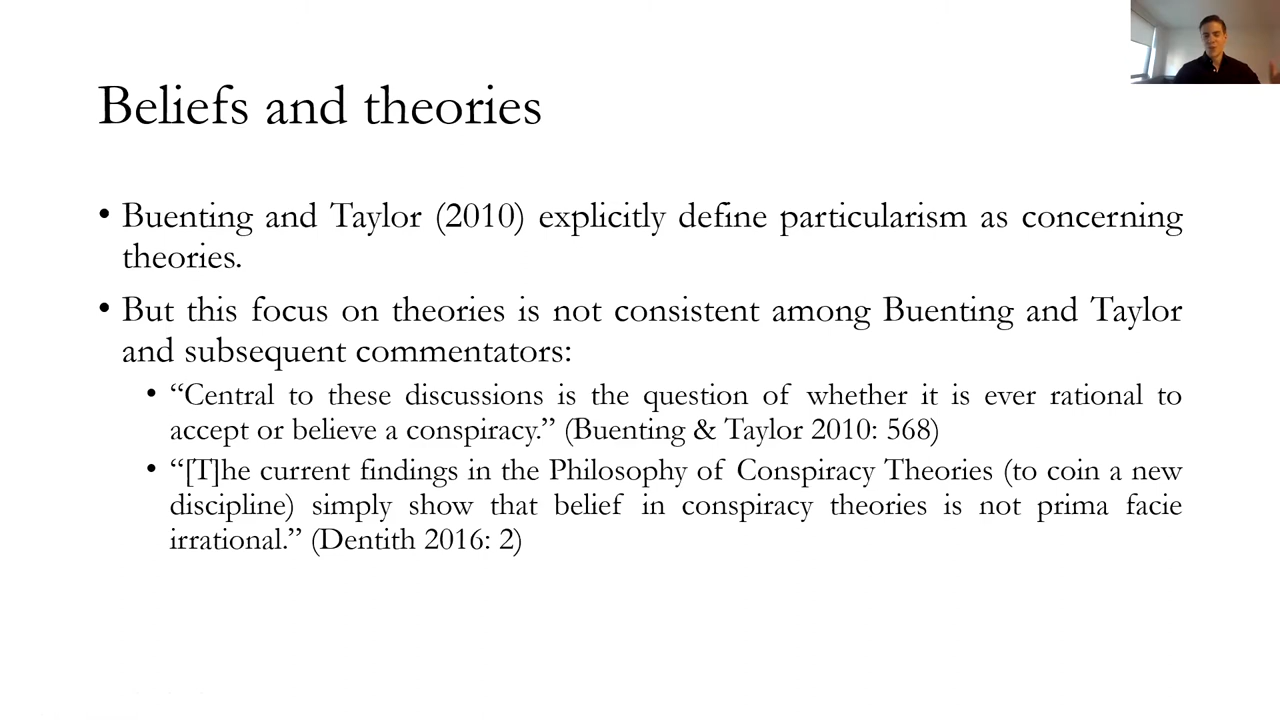 Beliefs and theories
• Buenting and Taylor (2010) explicitly define particularism as concerning
theories.
• But this focus on theories is not consistent among Buenting and Taylor
and subsequent commentators:
• “Central to these discussions is the question of whether it is ever rational to
accept or believe a conspiracy.” (Buenting & Taylor 2010: 568)
• “[T]he current findings in the Philosophy of Conspiracy Theories (to coin a new
discipline) simply show that belief in conspiracy theories is not prima facie
irrational.” (Dentith 2016: 2)